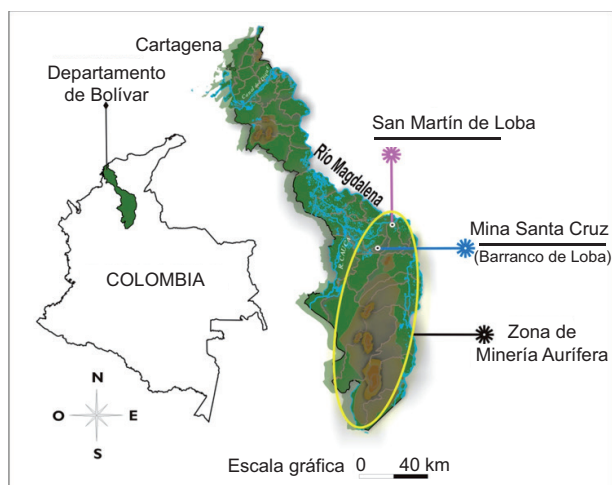 Cartagena
Departamento
de Bolívar
San Martín de Loba
Río Magdalena
Mina Santa Cruz
(Barranco de Loba)
COLOMBIA
Zona de
Minería Aurífera
N
O E
S
Escala gráfica 0 40 km